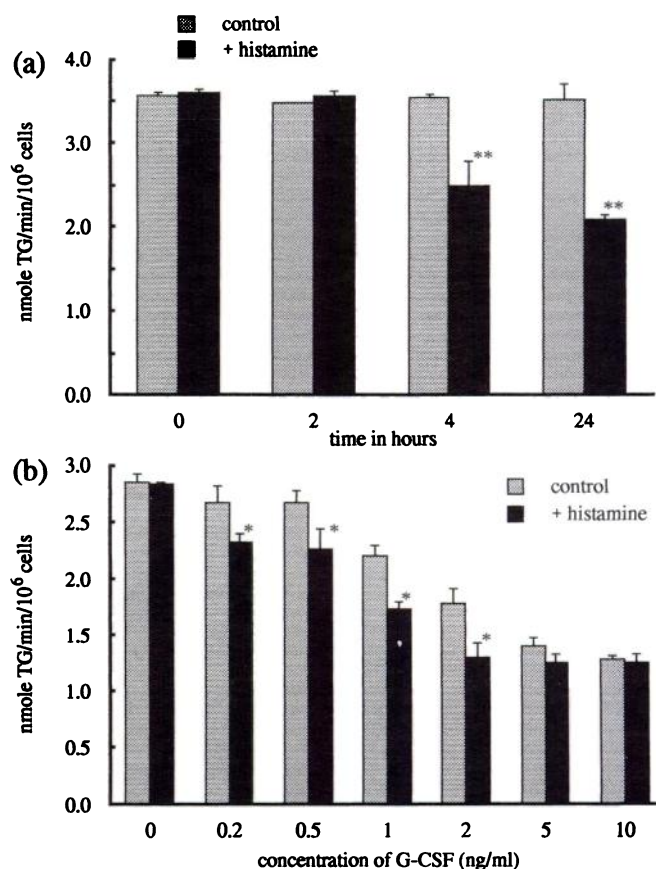 control
+ histamine
(a)
4.0
3.0
2.0
1.0
0.0
nmole TG/min/10⁶ cells
**
**
0 2 4 24
time in hours
(b)
3.0
2.5
2.0
1.5
1.0
0.5
0.0
nmole TG/min/10⁶ cells
control
+ histamine
*
*
*
*
0 0.2 0.5 1 2 5 10
concentration of G-CSF (ng/ml)